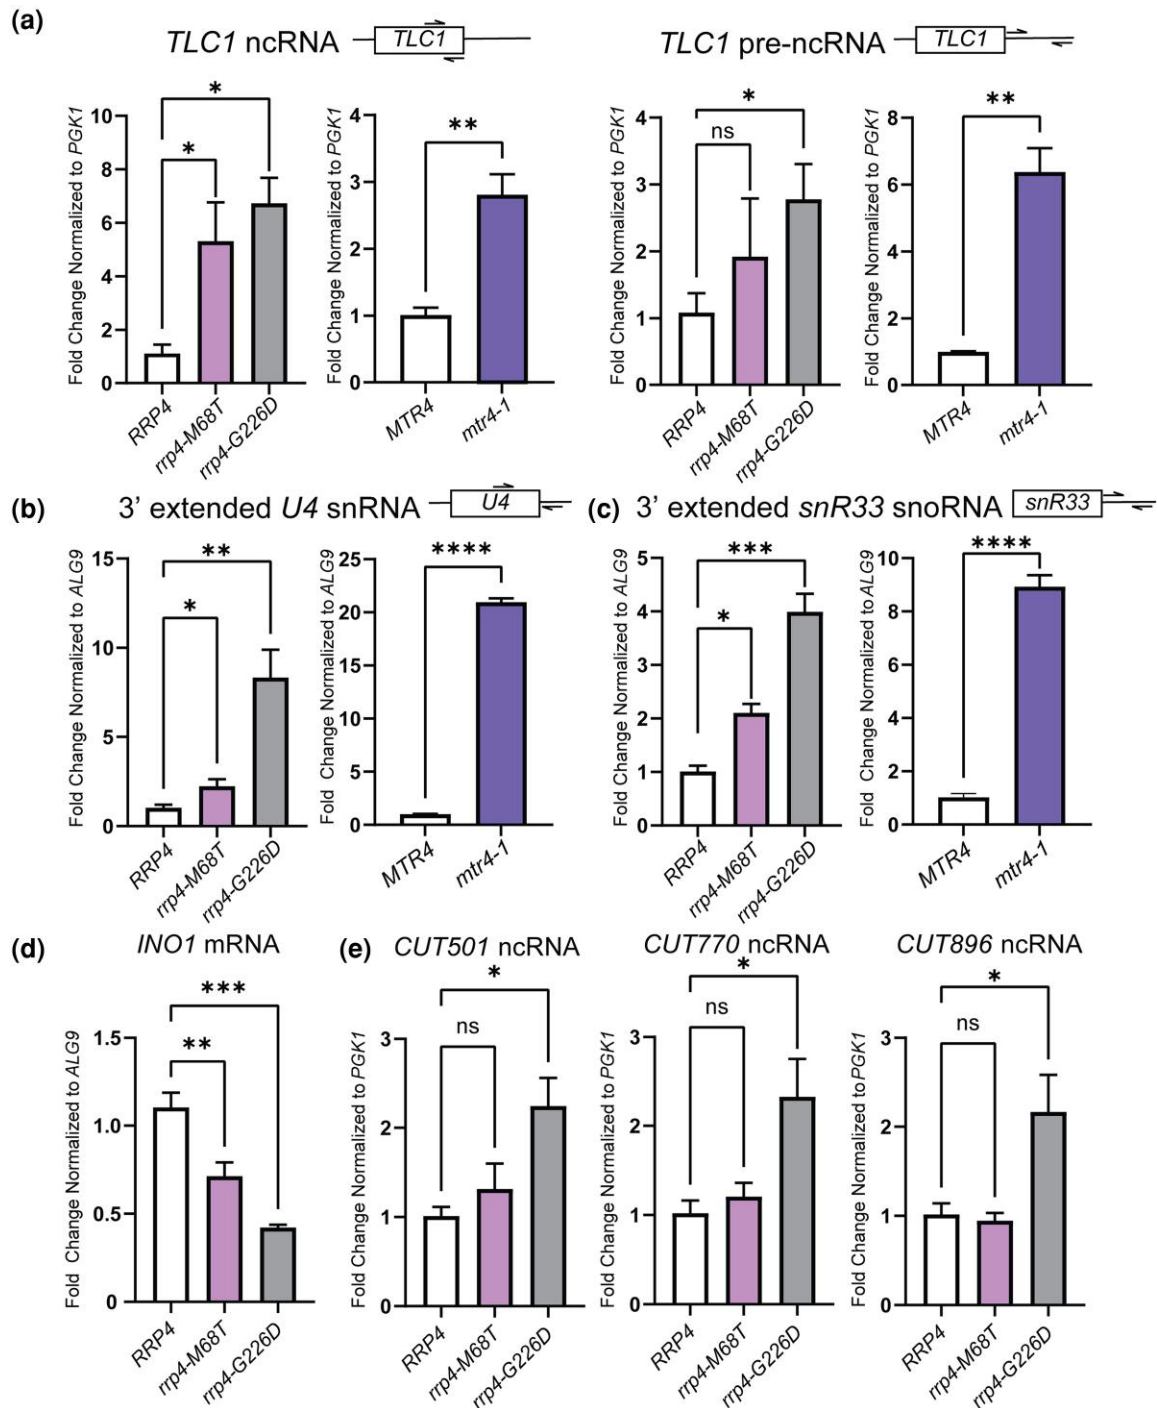 (a)
TLC1 ncRNA
TLC1
TLC1 pre-ncRNA
TLC1
Fold Change Normalized to PGK1
10
8
6
4
2
0
*
*
RRP4
rrp4-M68T
rrp4-G226D
Fold Change Normalized to PGK1
4
3
2
1
0
**
MTR4
mtr4-1
Fold Change Normalized to PGK1
4
3
2
1
0
*
ns
RRP4
rrp4-M68T
rrp4-G226D
Fold Change Normalized to PGK1
8
6
4
2
0
**
MTR4
mtr4-1
(b)
3’ extended U4 snRNA
U4
Fold Change Normalized to ALG9
15
10
5
0
**
*
RRP4
rrp4-M68T
rrp4-G226D
Fold Change Normalized to ALG9
25
20
15
10
5
0
****
MTR4
mtr4-1
(c)
3’ extended snR33 snoRNA
snR33
Fold Change Normalized to ALG9
5
4
3
2
1
0
***
*
RRP4
rrp4-M68T
rrp4-G226D
Fold Change Normalized to ALG9
10
8
6
4
2
0
****
MTR4
mtr4-1
(d)
INO1 mRNA
Fold Change Normalized to ALG9
1.5
1.0
0.5
0
***
**
RRP4
rrp4-M68T
rrp4-G226D
(e)
CUT501 ncRNA
Fold Change Normalized to PGK1
3
2
1
0
*
ns
RRP4
rrp4-M68T
rrp4-G226D
CUT770 ncRNA
Fold Change Normalized to PGK1
3
2
1
0
*
ns
RRP4
rrp4-M68T
rrp4-G226D
CUT896 ncRNA
Fold Change Normalized to PGK1
3
2
1
0
*
ns
RRP4
rrp4-M68T
rrp4-G226D